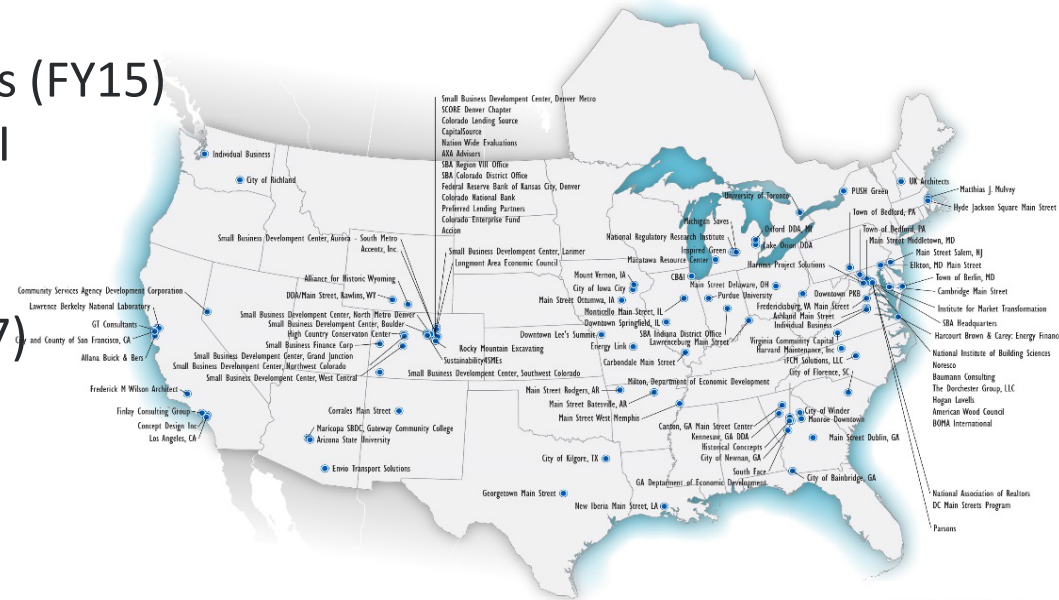 s (FY15)
l
7)
Small Business Develompent Center, Denver Metro
SCORE Denver Chapter
Colorado Lending Source
CapitalSource
Nation Wide Evaluations
AXA Advisors
SBA Region VIII Office
SBA Colorado District Office
Federal Reserve Bank of Kansas City, Denver
Colorado National Bank
Preferred Lending Partners
Colorado Enterprise Fund
Accion
Individual Business
City of Richland
Small Business Develompent Center, Aurora - South Metro
Accentz, Inc
Small Business Develompent Center, Larimer
Longmont Area Economic Council
Alliance for Historic Wyoming
DDA/Main Street, Rawlins, WY
Small Business Develompent Center, North Metro Denver
Small Business Develompent Center, Boulder
High Country Conservaton Center
Small Business Finance Corp
Small Business Develompent Center, Grand Junction
Small Business Develompent Center, Northwest Colorado
Small Business Develompent Center, West Central
Rocky Mountain Excavating
Sustainability4SMEs
Small Business Develompent Center, Southwest Colorado
Community Services Agency Development Corporation
Lawrence Berkeley National Laboratory
GT Consultants
City and County of San Francisco, CA
Allana Buick & Bers
Frederick M Wilson Architect
Finlay Consulting Group
Concept Design Inc
Los Angeles, CA
Corrales Main Street
Maricopa SBDC, Gateway Community College
Arizona State University
Envio Transport Solutions
University of Toronto
PUSH Green
UK Architects
Matthias J. Mulvey
Hyde Jackson Square Main Street
Michigan Saves
National Regulatory Research Institute
Inspired Green
Oxford DDA, MI
Lake Orion DDA
Maratawa Resource Center
CB&I
Mount Vernon, IA
City of Iowa City
Main Street Ottumwa, IA
Monticello Main Street, IL
Downtown Springfield, IL
Downtown Lee's Summit
Energy Link
SBA Indiana District Office
Lawrenceburg Main Street
Carbondale Main Street
Main Street Delaware, OH
Purdue University
Harmns Project Solutions
Downtown PKB
Town of Bedford, PA
Town of Bedford, PA
Main Street Middletown, MD
Main Street Salem, NJ
Elkton, MD Main Street
Town of Berlin, MD
Cambridge Main Street
Institute for Market Transformation
SBA Headquarters
Harcourt Brown & Carey: Energy Financ
National Institute of Building Sciences
Noresco
Baumann Consulting
The Dorchester Group, LLC
Hogan Lovells
American Wood Council
BOMA International
National Association of Realtors
DC Main Streets Program
Parsons
Fredericksburg, VA Main Street
Ashland Main Street
Individual Business
Virginia Community Capital
Harvard Maintenance, Inc
iFCM Solutions, LLC
City of Florence, SC
Main Street Rodgers, AR
Milton, Department of Economic Development
Main Street Batesville, AR
Main Street West Memphis
Canton, GA Main Street Center
Kennesaw, GA DDA
Historical Concepts
City of Newnan, GA
City of Winder
Monroe Downtown
Main Street Dublin, GA
South Face
City of Bainbridge, GA
GA Deptarment of Economic Development
City of Kilgore, TX
Georgetown Main Street
New Iberia Main Street, LA